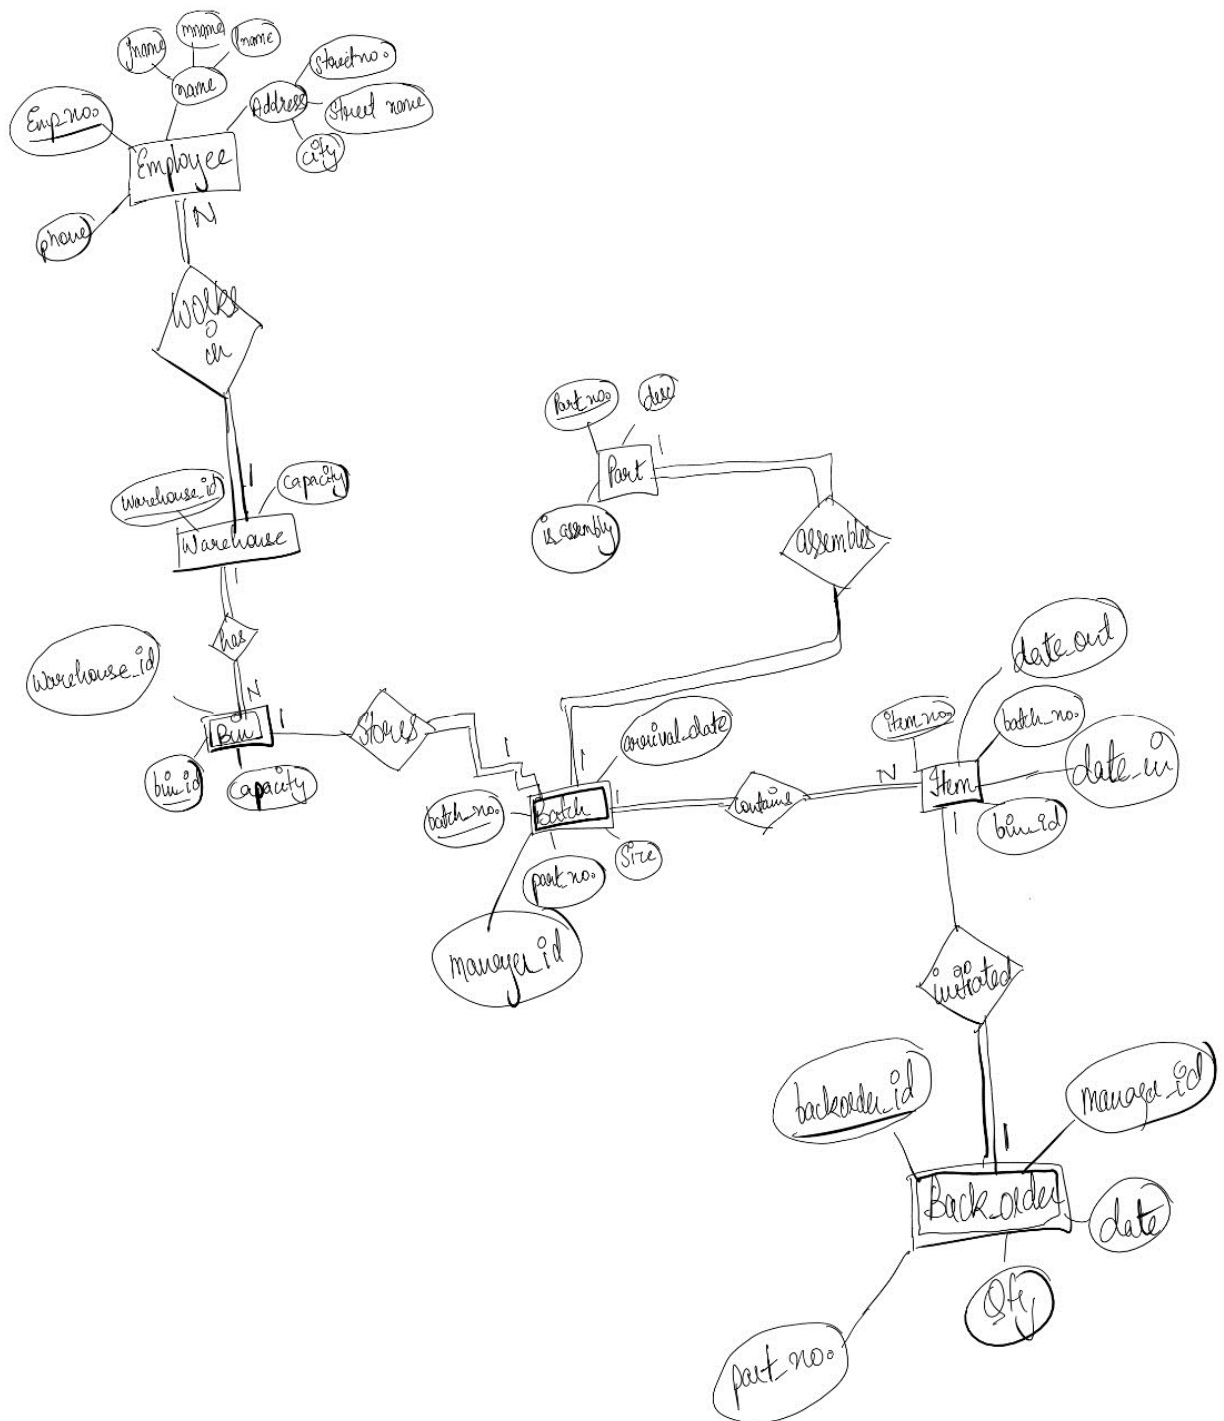 fname
mname
lname
name
Street no.
Address
Street name
city
Emp no.
Employee
phone
N
Works
in
1
Warehouse_id
capacity
Warehouse
1
has
N
warehouse_id
Bin
bin_id
capacity
1
Stores
1
Part no.
desc
Part
1
is_assembly
assembles
1
arrival_date
batch_no.
Batch
1
part_no.
Size
manager_id
contains
N
item_no.
date_out
batch_no.
date_in
Item
bin_id
1
initiated
1
backorder_id
manager_id
Back_order
date
Qty
part_no.